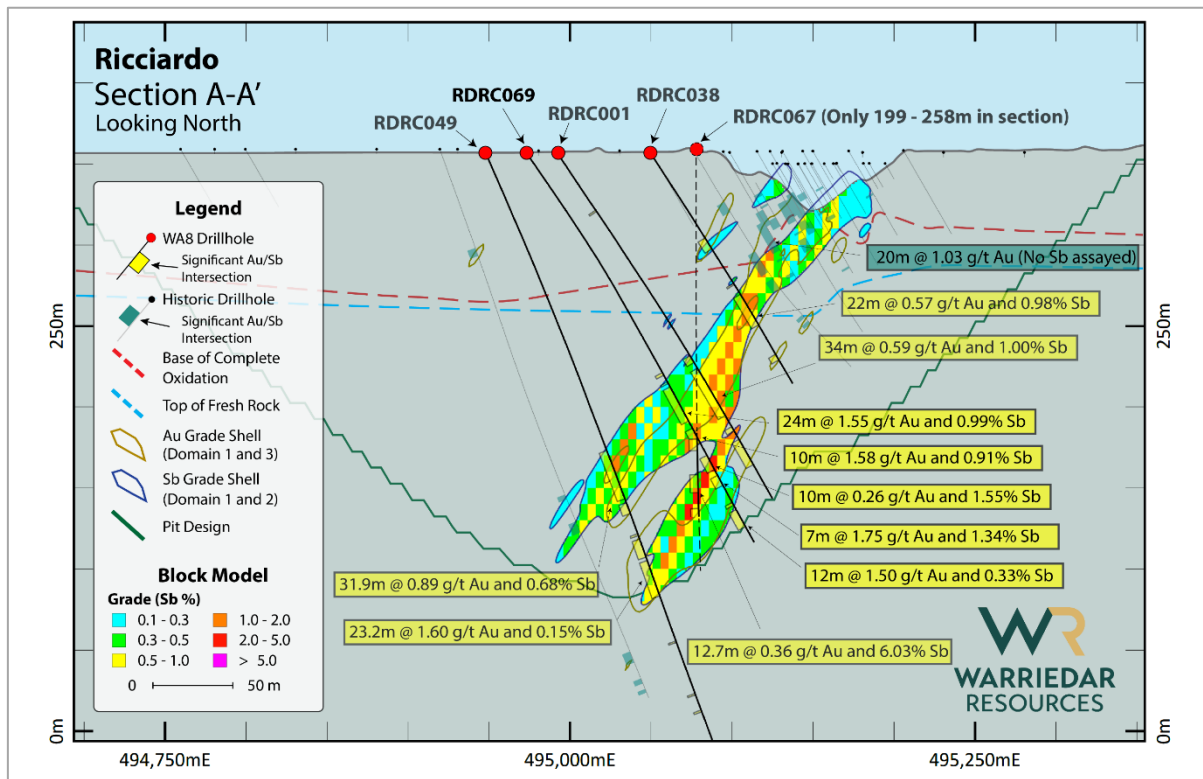 Ricciardo
Section A-A’
Looking North
RDRC049
RDRC069
RDRC001
RDRC038
RDRC067 (Only 199 - 258m in section)
Legend
WA8 Drillhole
Significant Au/Sb
Intersection
Historic Drillhole
Significant Au/Sb
Intersection
Base of Complete
Oxidation
Top of Fresh Rock
Au Grade Shell
(Domain 1 and 3)
Sb Grade Shell
(Domain 1 and 2)
Pit Design
Block Model
Grade (Sb %)
0.1 - 0.3
0.3 - 0.5
0.5 - 1.0
1.0 - 2.0
2.0 - 5.0
> 5.0
0
50 m
20m @ 1.03 g/t Au (No Sb assayed)
22m @ 0.57 g/t Au and 0.98% Sb
34m @ 0.59 g/t Au and 1.00% Sb
24m @ 1.55 g/t Au and 0.99% Sb
10m @ 1.58 g/t Au and 0.91% Sb
10m @ 0.26 g/t Au and 1.55% Sb
7m @ 1.75 g/t Au and 1.34% Sb
12m @ 1.50 g/t Au and 0.33% Sb
31.9m @ 0.89 g/t Au and 0.68% Sb
23.2m @ 1.60 g/t Au and 0.15% Sb
12.7m @ 0.36 g/t Au and 6.03% Sb
WR
WARRIEDAR
RESOURCES
250m
250m
0m
0m
494,750mE
495,000mE
495,250mE